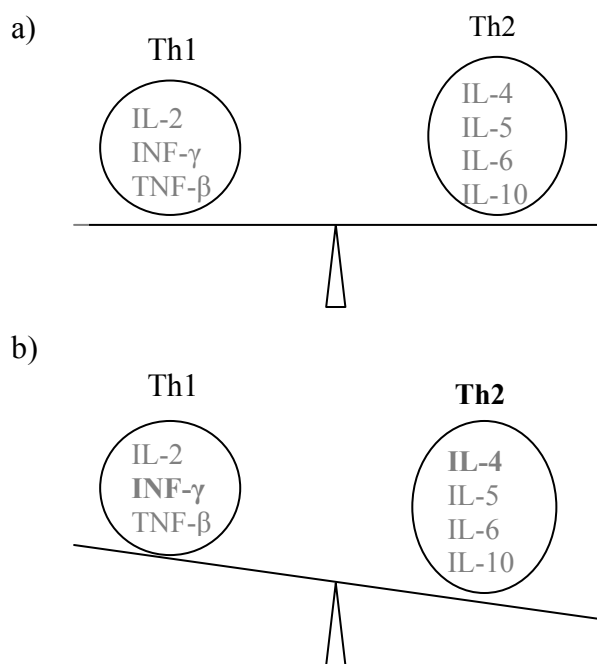 a)
Th1
IL-2
INF-γ
TNF-β
Th2
IL-4
IL-5
IL-6
IL-10
b)
Th1
IL-2
INF-γ
TNF-β
Th2
IL-4
IL-5
IL-6
IL-10